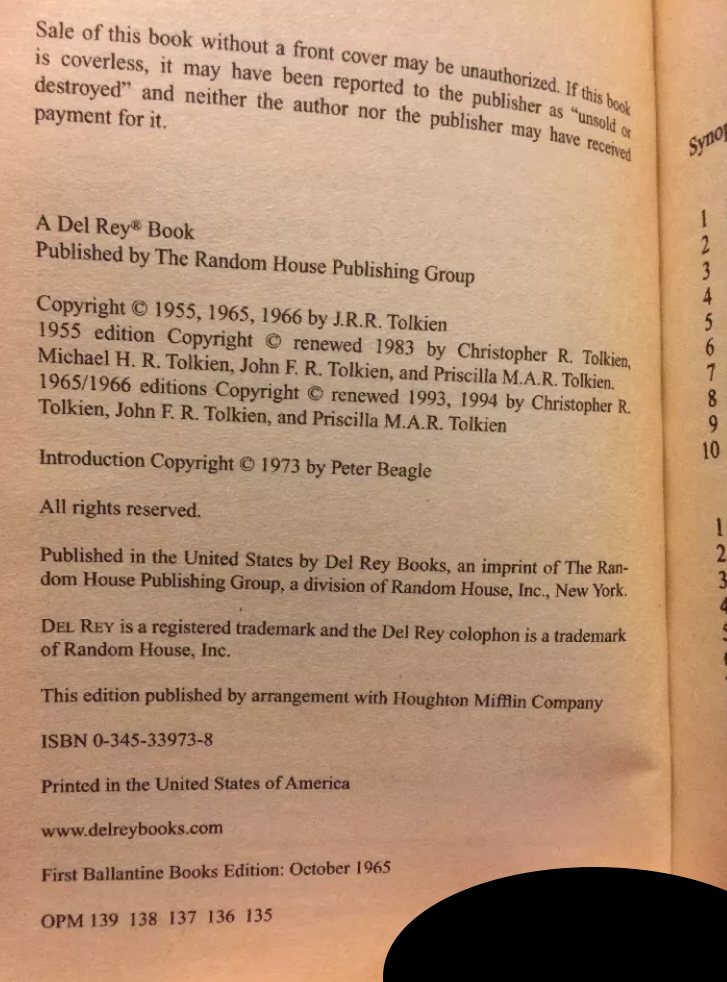 Sale of this book without a front cover may be unauthorized. If this book
is coverless, it may have been reported to the publisher as “unsold or
destroyed” and neither the author nor the publisher may have received
payment for it.
A Del Rey® Book
Published by The Random House Publishing Group
Copyright © 1955, 1965, 1966 by J.R.R. Tolkien
1955 edition Copyright © renewed 1983 by Christopher R. Tolkien,
Michael H. R. Tolkien, John F. R. Tolkien, and Priscilla M.A.R. Tolkien.
1965/1966 editions Copyright © renewed 1993, 1994 by Christopher R.
Tolkien, John F. R. Tolkien, and Priscilla M.A.R. Tolkien
Introduction Copyright © 1973 by Peter Beagle
All rights reserved.
Published in the United States by Del Rey Books, an imprint of The Ran-
dom House Publishing Group, a division of Random House, Inc., New York.
DEL REY is a registered trademark and the Del Rey colophon is a trademark
of Random House, Inc.
This edition published by arrangement with Houghton Mifflin Company
ISBN 0-345-33973-8
Printed in the United States of America
www.delreybooks.com
First Ballantine Books Edition: October 1965
OPM 139 138 137 136 135
1
2
3
4
5
6
7
8
9
10
1
2
3